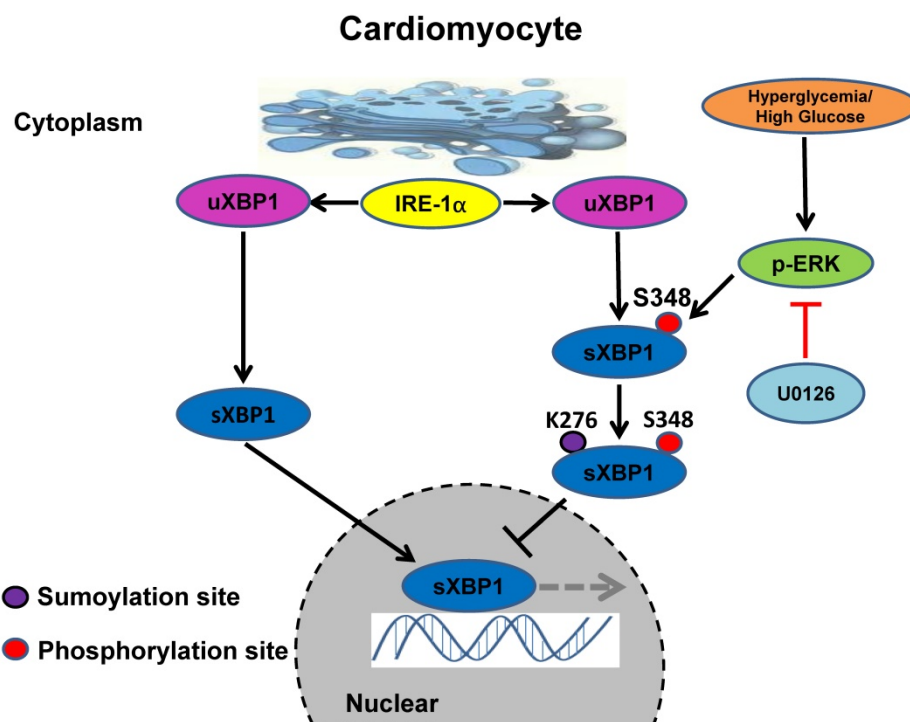 Cardiomyocyte
Cytoplasm
Hyperglycemia/
High Glucose
uXBP1
IRE-1α
uXBP1
p-ERK
S348
sXBP1
U0126
sXBP1
K276
S348
sXBP1
sXBP1
Sumoylation site
Phosphorylation site
Nuclear